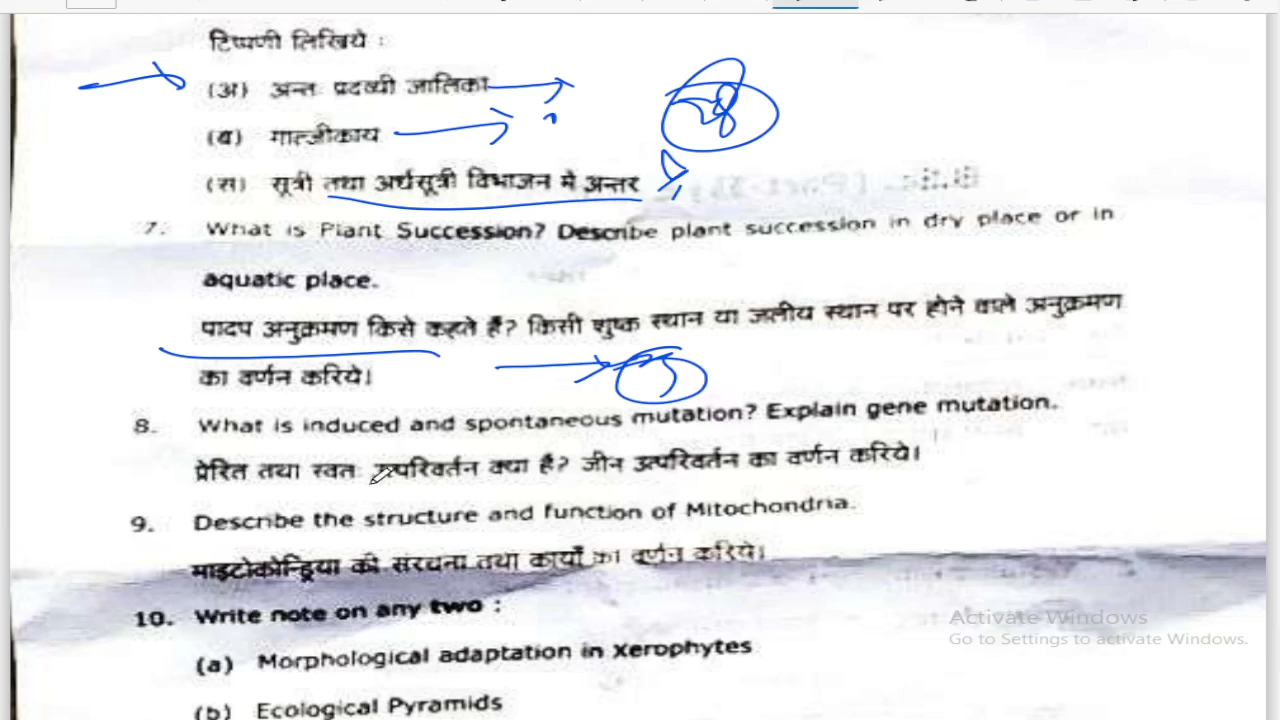 टिप्पणी लिखिये :
(अ) अन्त प्रदव्यी जालिका
(ब) गाल्जीकाय
(स) सूत्री तथा अर्धसूत्री विभाजन में अन्तर
7. What is Plant Succession? Describe plant succession in dry place or in
aquatic place.
पादप अनुक्रमण किसे कहते हैं? किसी शुष्क स्थान या जलीय स्थान पर होने वाले अनुक्रमण
का वर्णन करिये।
8. What is induced and spontaneous mutation? Explain gene mutation.
प्रेरित तथा स्वतः उत्परिवर्तन क्या है? जीन उत्परिवर्तन का वर्णन करिये।
9. Describe the structure and function of Mitochondria.
माइटोकोन्ड्रिया की संरचना तथा कार्यों का वर्णन करिये।
10. Write note on any two :
(a) Morphological adaptation in Xerophytes
(b) Ecological Pyramids
Activate Windows
Go to Settings to activate Windows.